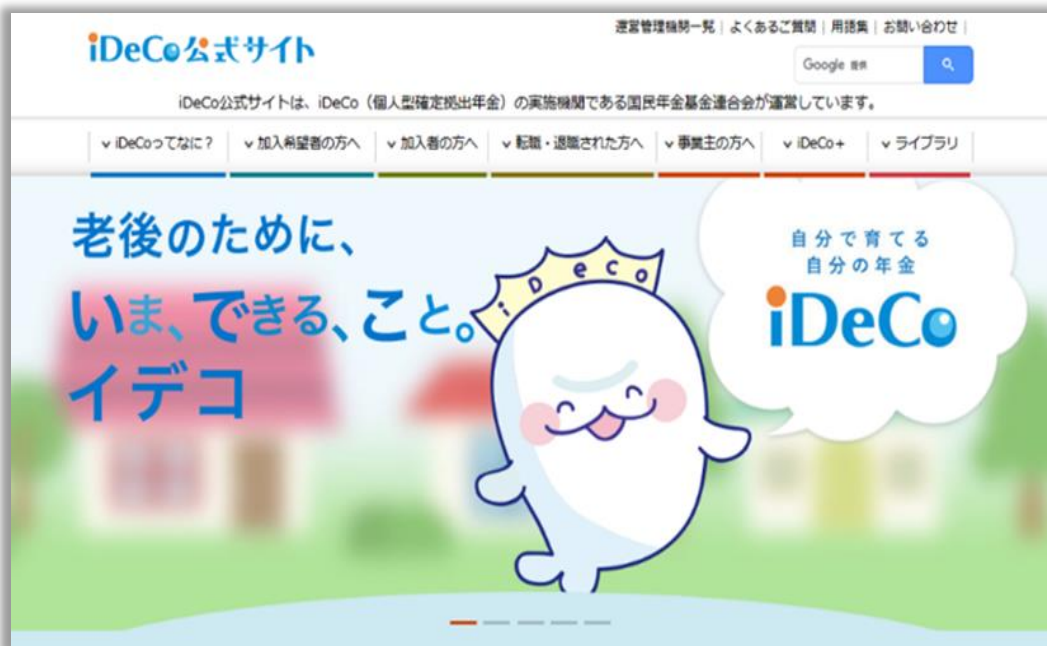 運営管理機関一覧 | よくあるご質問 | 用語集 | お問い合わせ |
iDeCo公式サイト
Google 提供
iDeCo公式サイトは、iDeCo（個人型確定拠出年金）の実施機関である国民年金基金連合会が運営しています。
∨ iDeCoってなに？ ∨ 加入希望者の方へ ∨ 加入者の方へ ∨ 転職・退職された方へ ∨ 事業主の方へ ∨ iDeCo+ ∨ ライブラリ
老後のために、
いま、できる、こと。
イデコ
iDeCo
自分で育てる
自分の年金
iDeCo